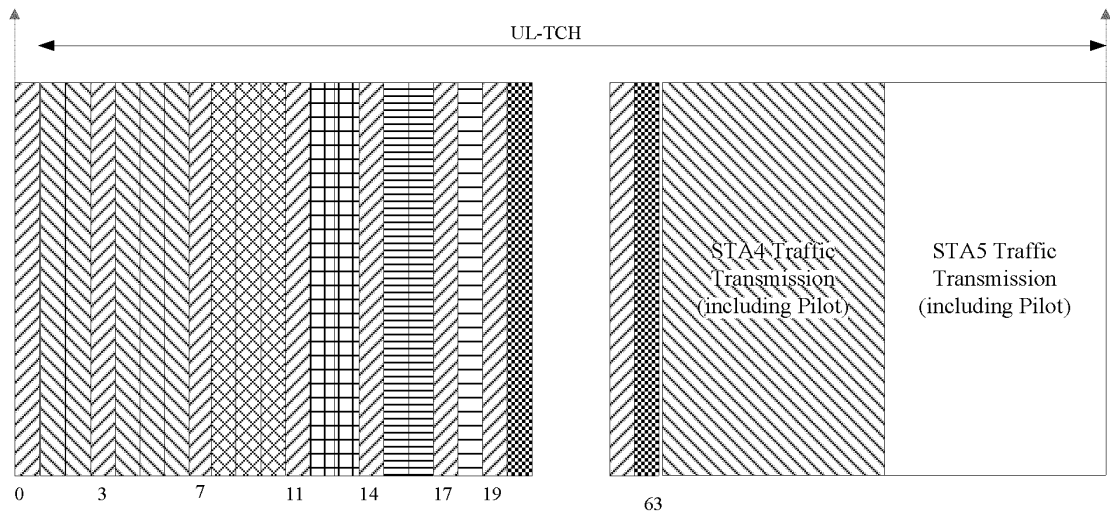 UL-TCH
STA4 Traffic
Transmission
(including Pilot)
STA5 Traffic
Transmission
(including Pilot)
0 3 7 11 14 17 19 63